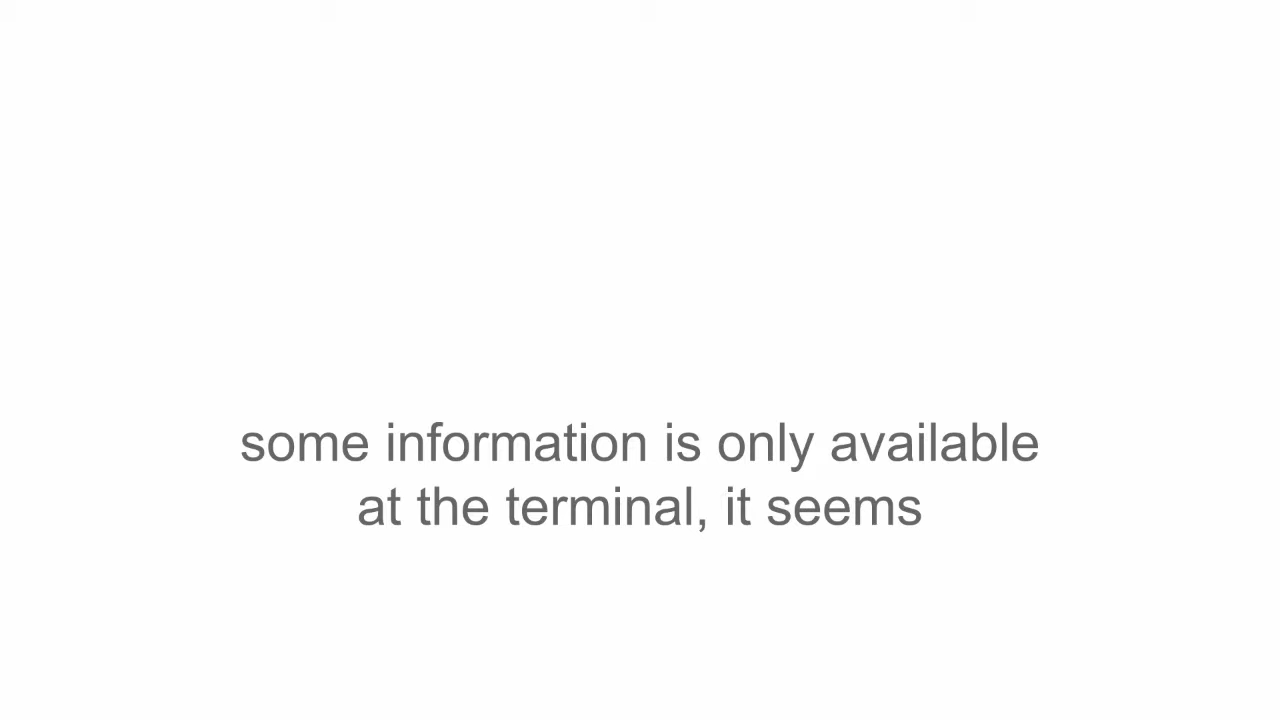 some information is only available
at the terminal, it seems